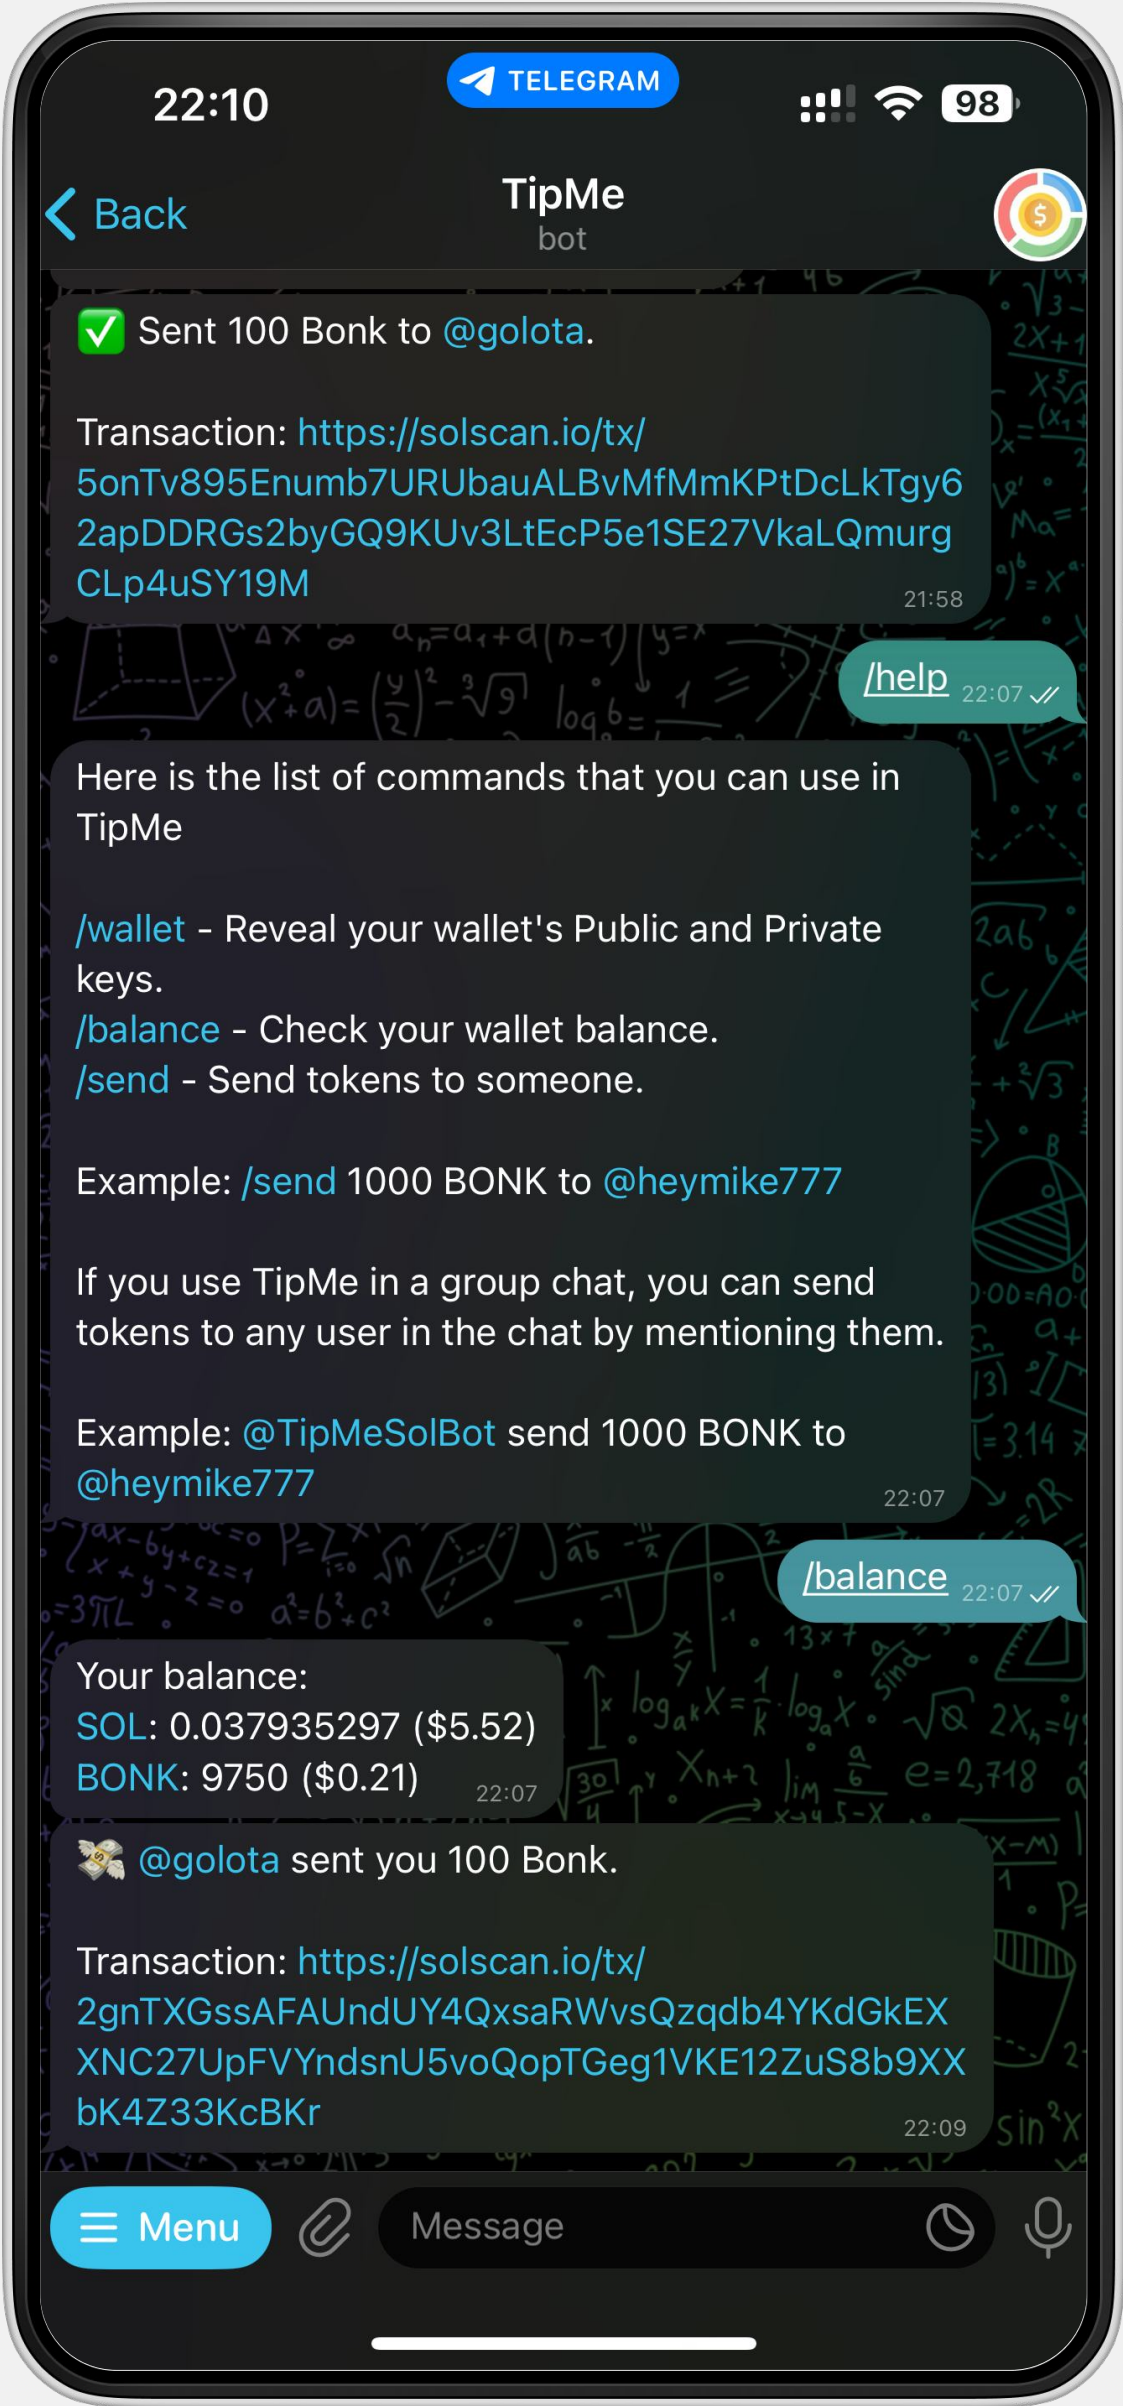 22:10
TELEGRAM
98
Back
TipMe
bot
✅ Sent 100 Bonk to @golota.
Transaction: https://solscan.io/tx/
5onTv895Enumb7URUbauALBvMfMmKPtDcLkTgy6
2apDDRGs2byGQ9KUv3LtEcP5e1SE27VkaLQmurg
CLp4uSY19M
21:58
/help 22:07
Here is the list of commands that you can use in
TipMe
/wallet - Reveal your wallet's Public and Private
keys.
/balance - Check your wallet balance.
/send - Send tokens to someone.
Example: /send 1000 BONK to @heymike777
If you use TipMe in a group chat, you can send
tokens to any user in the chat by mentioning them.
Example: @TipMeSolBot send 1000 BONK to
@heymike777
22:07
/balance 22:07
Your balance:
SOL: 0.037935297 ($5.52)
BONK: 9750 ($0.21)
22:07
💸 @golota sent you 100 Bonk.
Transaction: https://solscan.io/tx/
2gnTXGssAFAUndUY4QxsaRWvsQzqdb4YKdGkEX
XNC27UpFVYndsnU5voQopTGeg1VKE12ZuS8b9XX
bK4Z33KcBKr
22:09
Menu
Message